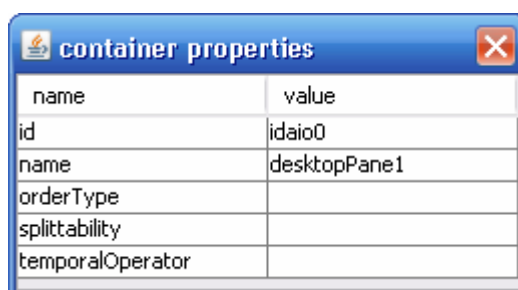 container properties
name value
id idaio0
name desktopPane1
orderType
splittability
temporalOperator